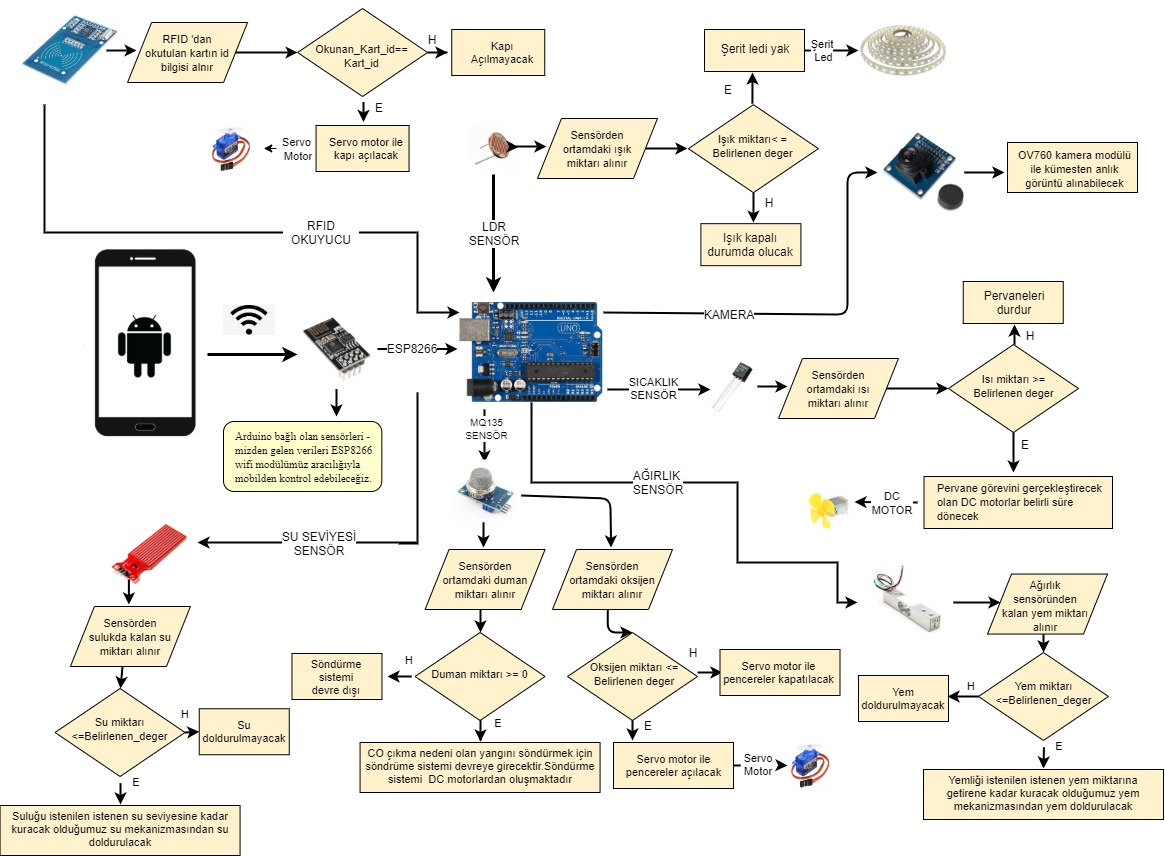 RFID 'dan
okutulan kartın id
bilgisi alnır
Okunan_Kart_id==
Kart_id
H
Kapı
Açılmayacak
E
Servo motor ile
kapı açılacak
Servo
Motor
RFID
OKUYUCU
LDR
SENSÖR
Sensörden
ortamdaki ışık
miktarı alınır
Işık miktarı< =
Belirlenen deger
E
Şerit ledi yak
Şerit
Led
H
Işık kapalı
durumda olucak
OV760 kamera modülü
ile kümesten anlık
görüntü alınabilecek
KAMERA
UNO
ESP8266
Arduino bağlı olan sensörleri -
mizden gelen verileri ESP8266
wifi modülümüz aracılığıyla
mobilden kontrol edebileceğiz.
SICAKLIK
SENSÖR
Sensörden
ortamdaki ısı
miktarı alınır
Isı miktarı >=
Belirlenen deger
H
Pervaneleri
durdur
E
Pervane görevini gerçekleştirecek
olan DC motorlar belirli süre
dönecek
DC
MOTOR
MQ135
SENSÖR
AĞIRLIK
SENSÖR
SU SEVİYESİ
SENSÖR
Sensörden
sulukda kalan su
miktarı alınır
Su miktarı
<=Belirlenen_deger
H
Su
doldurulmayacak
E
Suluğu istenilen istenen su seviyesine kadar
kuracak olduğumuz su mekanizmasından su
doldurulacak
Sensörden
ortamdaki duman
miktarı alınır
Duman miktarı >= 0
H
Söndürme
sistemi
devre dışı
E
CO çıkma nedeni olan yangını söndürmek için
söndrüme sistemi devreye girecektir.Söndürme
sistemi DC motorlardan oluşmaktadır
Sensörden
ortamdaki oksijen
miktarı alınır
Oksijen miktarı <=
Belirlenen deger
H
Servo motor ile
pencereler kapatılacak
E
Servo motor ile
pencereler açılacak
Servo
Motor
Ağırlık
sensöründen
kalan yem miktarı
alınır
Yem miktarı
<=Belirlenen_deger
H
Yem
doldurulmayacak
E
Yemliği istenilen istenen yem miktarına
getirene kadar kuracak olduğumuz yem
mekanizmasından yem doldurulacak